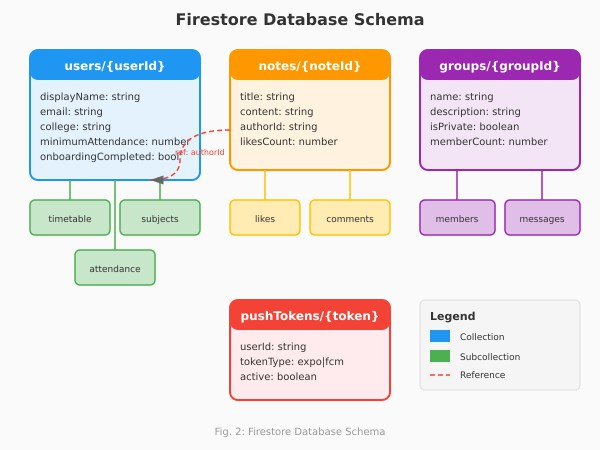 Firestore Database Schema
users/{userId}
displayName: string
email: string
college: string
minimumAttendance: number
onboardingCompleted: bool
notes/{noteId}
title: string
content: string
authorId: string
likesCount: number
groups/{groupId}
name: string
description: string
isPrivate: boolean
memberCount: number
ref: authorId
timetable
subjects
likes
comments
members
messages
attendance
pushTokens/{token}
userId: string
tokenType: expo|fcm
active: boolean
Legend
Collection
Subcollection
Reference
Fig. 2: Firestore Database Schema